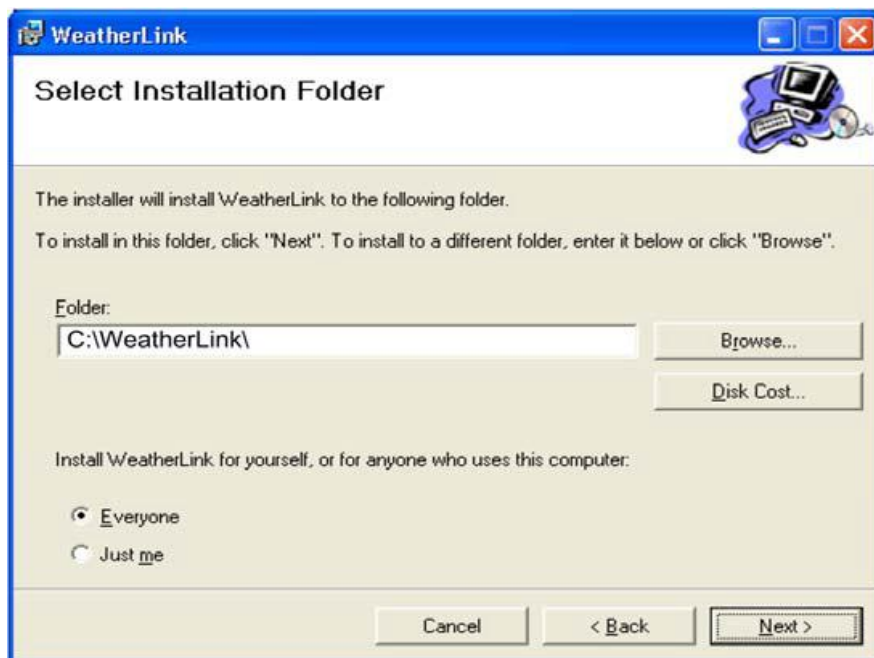 WeatherLink
Select Installation Folder
The installer will install WeatherLink to the following folder.
To install in this folder, click "Next". To install to a different folder, enter it below or click "Browse".
Folder:
C:\WeatherLink\
Browse...
Disk Cost...
Install WeatherLink for yourself, or for anyone who uses this computer:
Everyone
Just me
Cancel
< Back
Next >